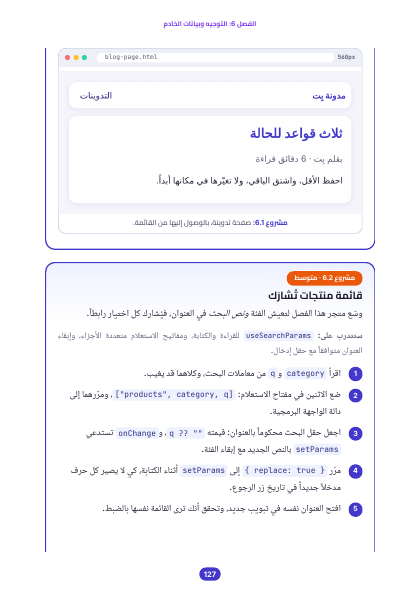 الفصل 6: التوجيه وبيانات الخادم
blog-page.html
560px
مدونة پت
التدوينات
ثلاث قواعد للحالة
بقلم پت · 6 دقائق قراءة
احفظ الأقل، واشتق الباقي، ولا تغيّرها في مكانها أبداً.
مشروع 6.1: صفحة تدوينة، بالوصول إليها من القائمة.
مشروع 6.2 · متوسط
قائمة منتجات تُشارَك
وسّع متجر هذا الفصل لتعيش الفئة ونص البحث في العنوان، فيُشارك كل اختيار رابطاً.
ستتدرب على: useSearchParams للقراءة والكتابة، ومفاتيح الاستعلام متعددة الأجزاء، وإبقاء
العنوان متوافقاً مع حقل إدخال.
1 اقرأ category و q من معاملات البحث، وكلاهما قد يغيب.
2 ضع الاثنين في مفتاح الاستعلام: ["products", category, q]، ومرّرهما إلى
دالة الواجهة البرمجية.
3 اجعل حقل البحث محكوماً بالعنوان: قيمته q ?? ""، و onChange تستدعي
setParams بالنص الجديد مع إبقاء الفئة.
4 مرّر { replace: true } إلى setParams أثناء الكتابة، كي لا يصير كل حرف
مدخلاً جديداً في تاريخ زر الرجوع.
5 افتح العنوان نفسه في تبويب جديد، وتحقق أنك ترى القائمة نفسها بالضبط.
127